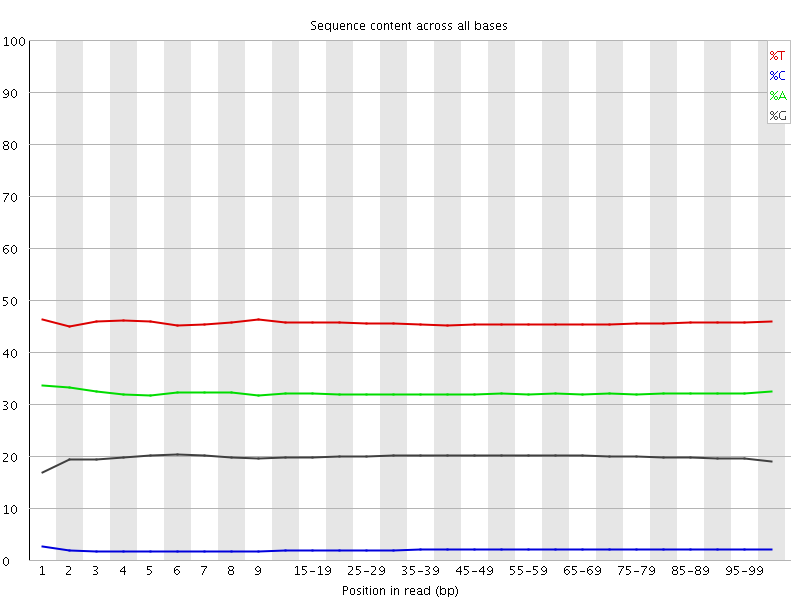 Sequence content across all bases
100
90
80
70
60
50
40
30
20
10
0
%T
%C
%A
%G
1 2 3 4 5 6 7 8 9 15-19 25-29 35-39 45-49 55-59 65-69 75-79 85-89 95-99
Position in read (bp)